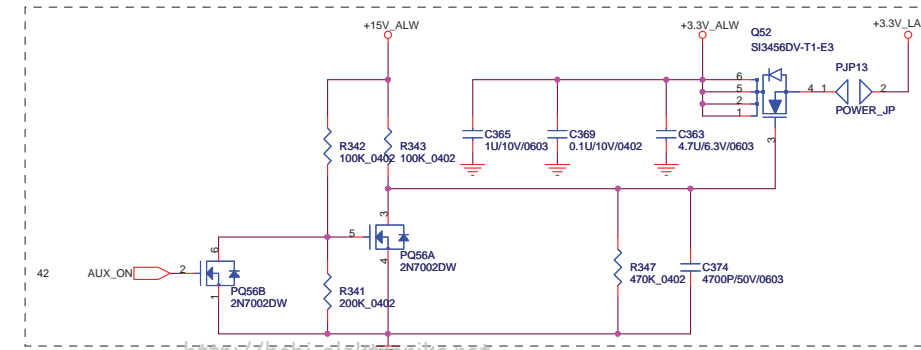 +15V_ALW
+3.3V_ALW
Q52
SI3456DV-T1-E3
+3.3V_LA
PJP13
6
5
2
1
4
1
2
POWER_JP
3
R342
100K_0402
R343
100K_0402
C365
1U/10V/0603
C369
0.1U/10V/0402
C363
4.7U/6.3V/0603
3
5
4
PQ56A
2N7002DW
42
AUX_ON
2
6
1
PQ56B
2N7002DW
R341
200K_0402
R347
470K_0402
C374
4700P/50V/0603